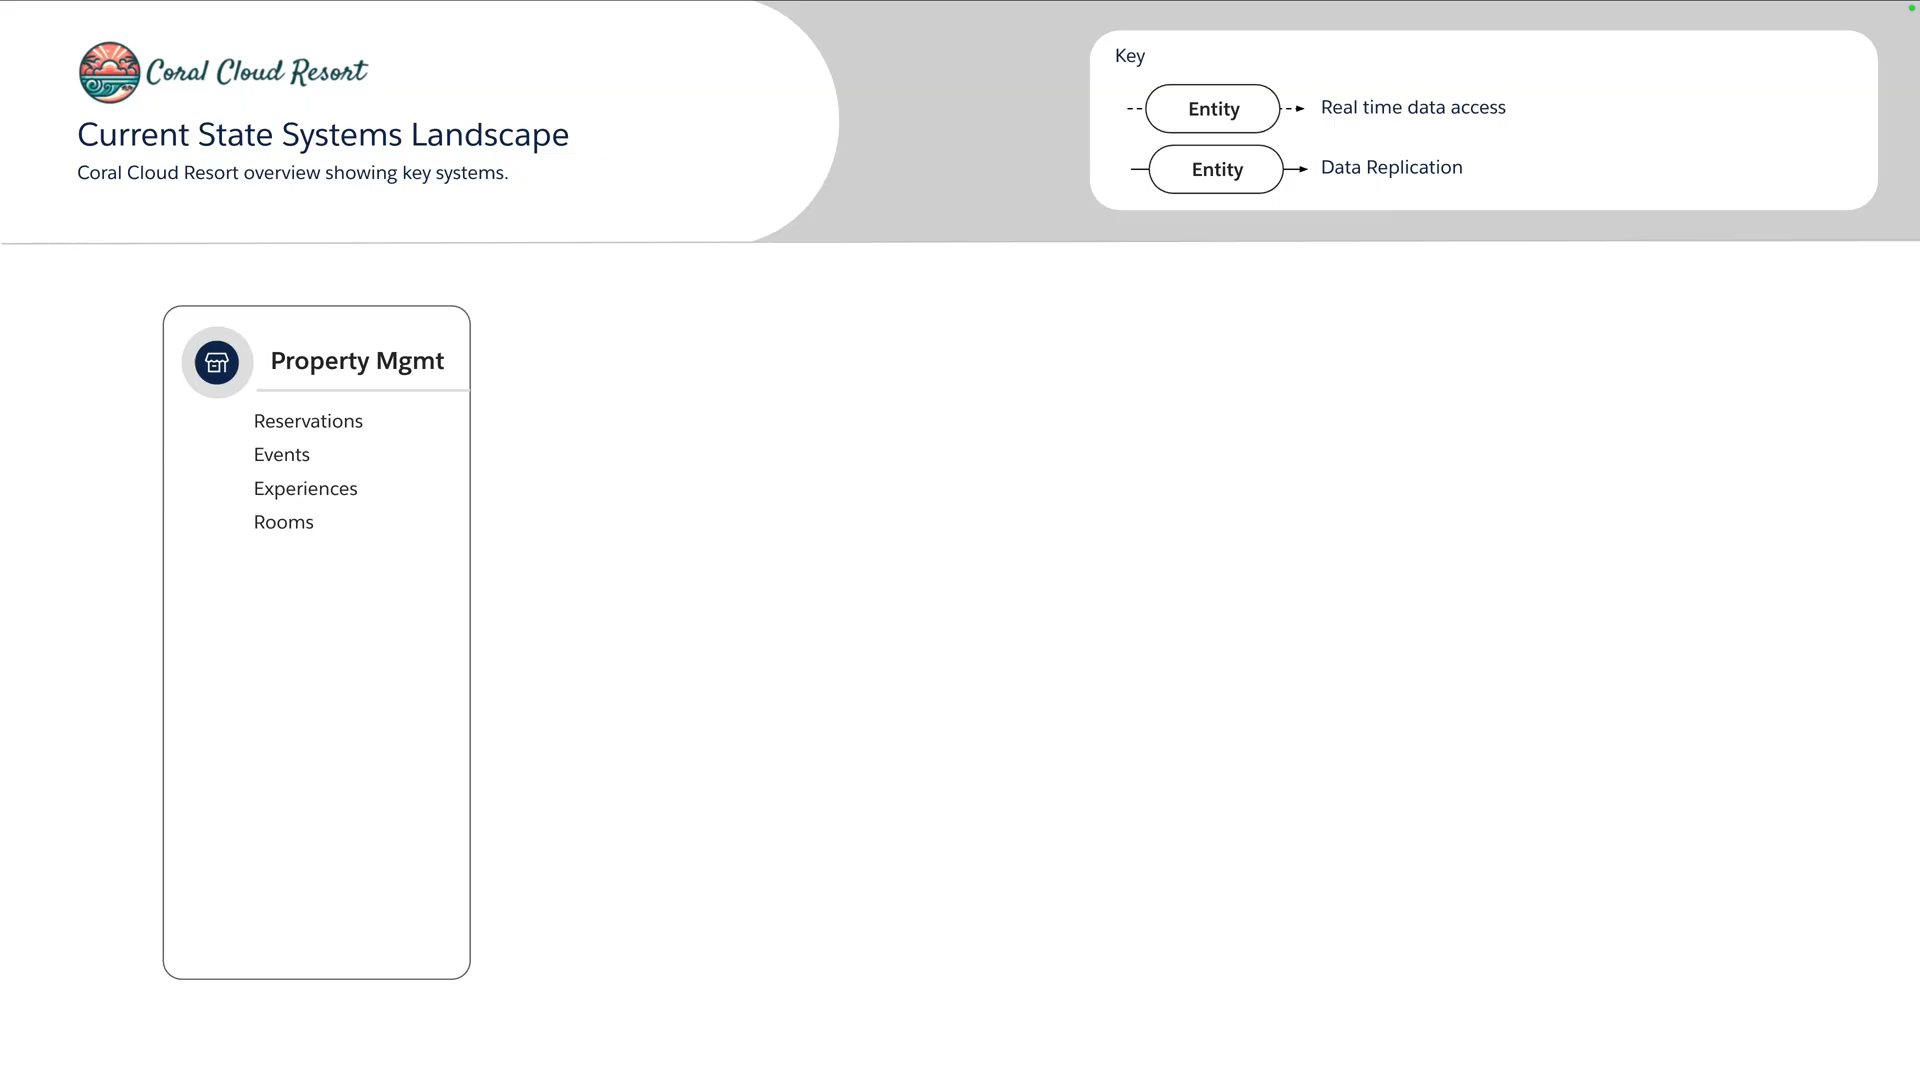 Coral Cloud Resort
Current State Systems Landscape
Coral Cloud Resort overview showing key systems.
Key
Entity
Real time data access
Entity
Data Replication
Property Mgmt
Reservations
Events
Experiences
Rooms